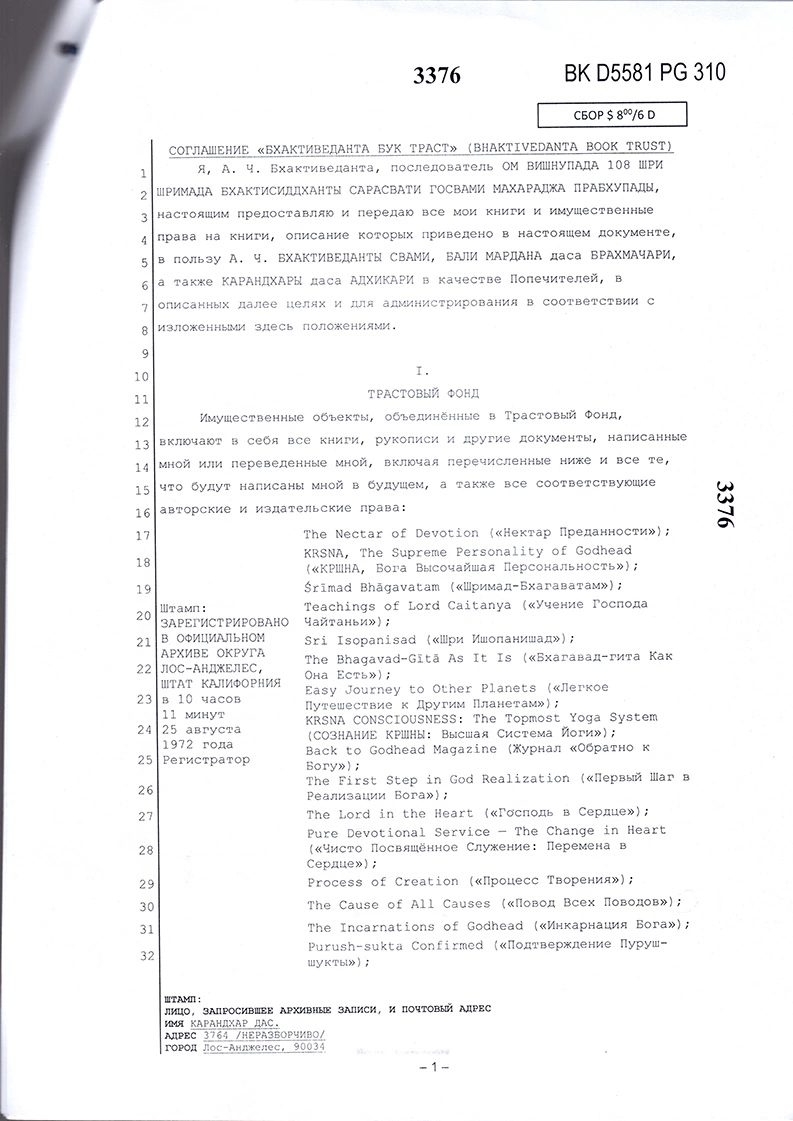 3376
BK D5581 PG 310
СБОР $ 8⁰⁰/6 D
СОГЛАШЕНИЕ «БХАКТИВЕДАНТА БУК ТРАСТ» (BHAKTIVEDANTA BOOK TRUST)
1 Я, А. Ч. Бхактиведанта, последователь ОМ ВИШНУПАДА 108 ШРИ
2 ШРИМАДА БХАКТИСИДДХАНТЫ САРАСВАТИ ГОСВАМИ МАХАРАДЖА ПРАБХУПАДЫ,
3 настоящим предоставляю и передаю все мои книги и имущественные
4 права на книги, описание которых приведено в настоящем документе,
5 в пользу А. Ч. БХАКТИВЕДАНТЫ СВАМИ, БАЛИ МАРДАНА даса БРАХМАЧАРИ,
6 а также КАРАНДХАРЫ даса АДХИКАРИ в качестве Попечителей, в
7 описанных далее целях и для администрирования в соответствии с
8 изложенными здесь положениями.
9
10 I.
11 ТРАСТОВЫЙ ФОНД
12 Имущественные объекты, объединённые в Трастовый Фонд,
13 включают в себя все книги, рукописи и другие документы, написанные
14 мной или переведенные мной, включая перечисленные ниже и все те,
15 что будут написаны мной в будущем, а также все соответствующие
16 авторские и издательские права:
3376
17 The Nectar of Devotion («Нектар Преданности»);
18 KRSNA, The Supreme Personality of Godhead
(«КРШНА, Бога Высочайшая Персональность»);
19 Śrīmad Bhāgavatam («Шримад-Бхагаватам»);
20 Teachings of Lord Caitanya («Учение Господа
Чайтаньи»);
21 Sri Isopanisad («Шри Ишопанишад»);
22 The Bhagavad-Gītā As It Is («Бхагавад-гита Как
Она Есть»);
23 Easy Journey to Other Planets («Легкое
Путешествие к Другим Планетам»);
24 KRSNA CONSCIOUSNESS: The Topmost Yoga System
(СОЗНАНИЕ КРШНЫ: Высшая Система Йоги»);
25 Back to Godhead Magazine (Журнал «Обратно к
Богу»);
26 The First Step in God Realization («Первый Шаг в
Реализации Бога»);
27 The Lord in the Heart («Господь в Сердце»);
28 Pure Devotional Service — The Change in Heart
(«Чисто Посвящённое Служение: Перемена в
Сердце»);
29 Process of Creation («Процесс Творения»);
30 The Cause of All Causes («Повод Всех Поводов»);
31 The Incarnations of Godhead («Инкарнация Бога»);
32 Purush-sukta Confirmed («Подтверждение Пуруш-
шукты»);
Штамп:
ЗАРЕГИСТРИРОВАНО
В ОФИЦИАЛЬНОМ
АРХИВЕ ОКРУГА
ЛОС-АНДЖЕЛЕС,
ШТАТ КАЛИФОРНИЯ
в 10 часов
11 минут
25 августа
1972 года
Регистратор
ШТАМП:
ЛИЦО, ЗАПРОСИВШЕЕ АРХИВНЫЕ ЗАПИСИ, И ПОЧТОВЫЙ АДРЕС
ИМЯ КАРАНДХАР ДАС.
АДРЕС 3764 /НЕРАЗБОРЧИВО/
ГОРОД Лос-Анджелес, 90034
–1–